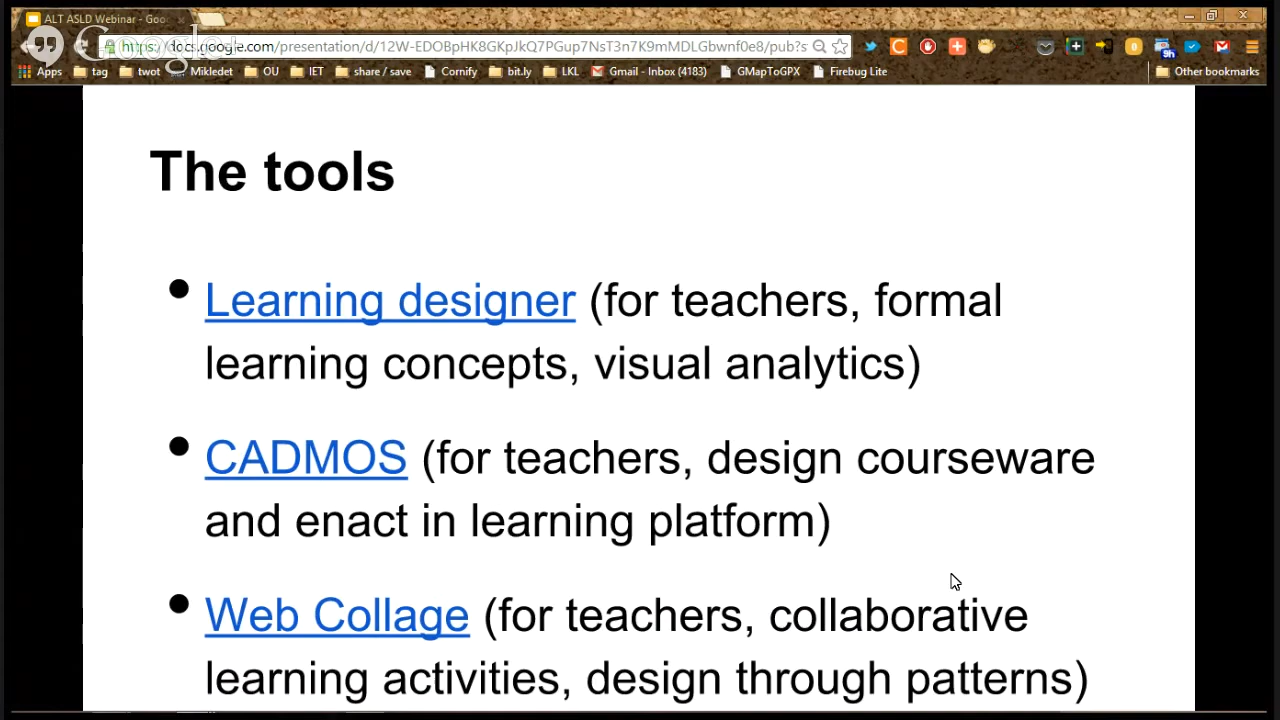 ALT ASLD Webinar - Goo
Google+
https://docs.google.com/presentation/d/12W-EDOBpHK8GKpJkQ7PGup7NsT3n7K9mMDLGbwnf0e8/pub?s
9h
Apps tag twot Mikledet OU IET share / save Cornify bit.ly LKL Gmail - Inbox (4183) GMapToGPX Firebug Lite Other bookmarks
The tools
• Learning designer (for teachers, formal
learning concepts, visual analytics)
• CADMOS (for teachers, design courseware
and enact in learning platform)
• Web Collage (for teachers, collaborative
learning activities, design through patterns)